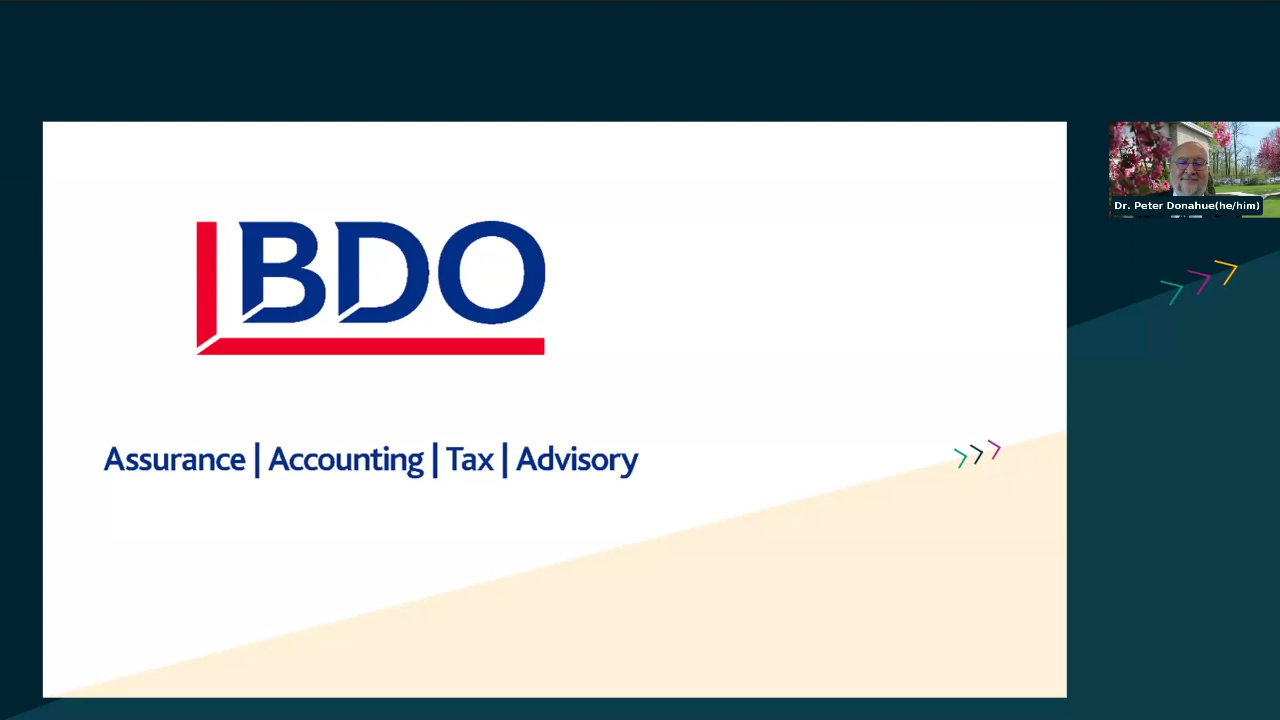 BDO
Assurance | Accounting | Tax | Advisory
Dr. Peter Donahue(he/him)